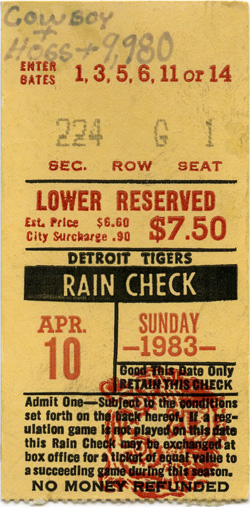 COWBOY
+
HOGS + 9,980
ENTER GATES 1, 3, 5, 6, 11 or 14
224 G 1
SEC. ROW SEAT
LOWER RESERVED
Est. Price $6.60
City Surcharge .90
$7.50
DETROIT TIGERS
RAIN CHECK
APR. 10
SUNDAY
—1983—
Good This Date Only
RETAIN THIS CHECK
Admit One—Subject to the conditions
set forth on the back hereof. If a re-
gulation game is not played on this date
this Rain Check may be exchanged at
box office for a ticket of equal value to
a succeeding game during this season.
NO MONEY REFUNDED